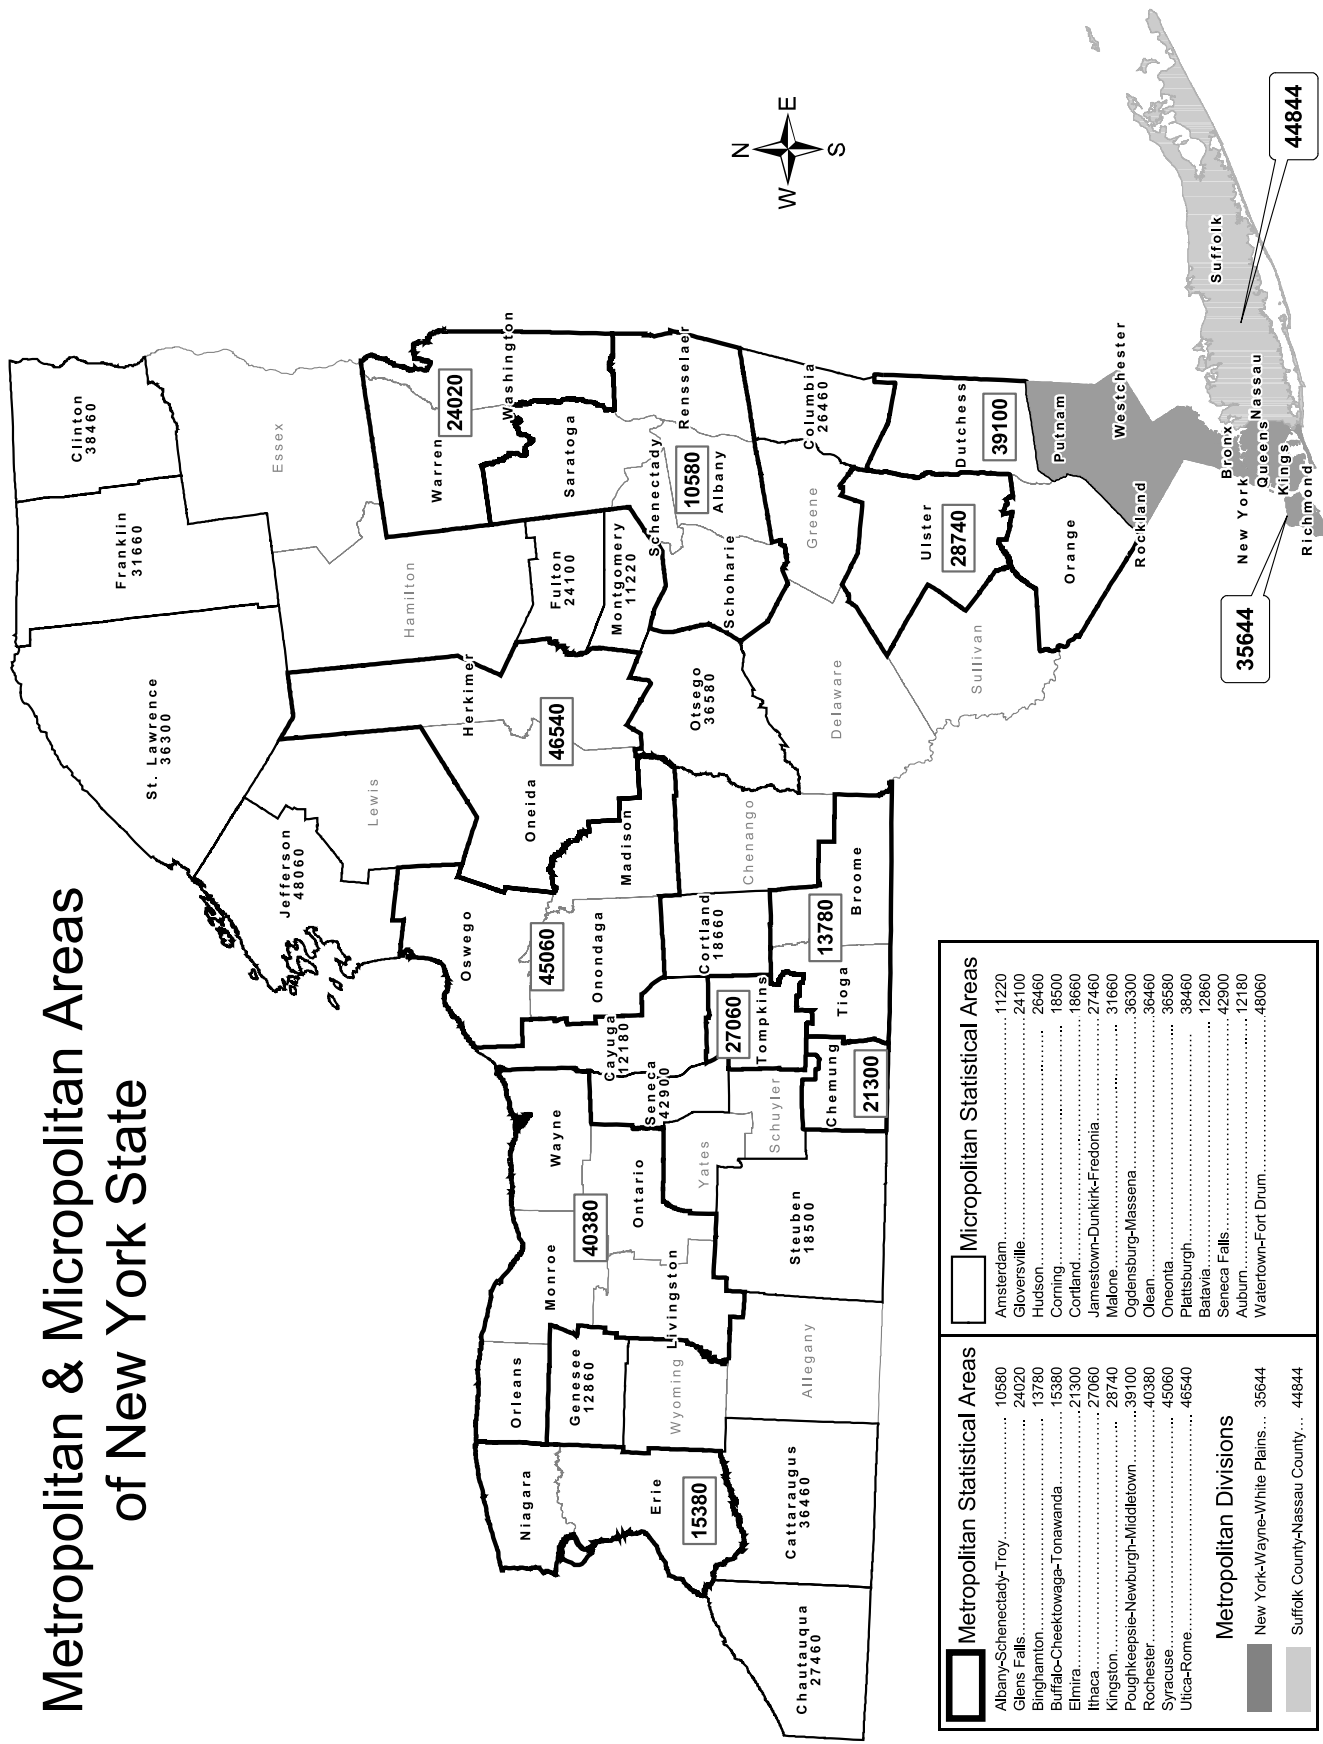 Metropolitan & Micropolitan Areas
of New York State
N
W
E
S
Clinton
38460
Franklin
31660
St. Lawrence
36300
Essex
Jefferson
48060
Lewis
Hamilton
Herkimer
Warren
24020
Washington
Oswego
Oneida
46540
Fulton
24100
Saratoga
Montgomery
11220
Schenectady
Rensselaer
10580
Albany
Schoharie
Niagara
Orleans
Monroe
Wayne
40380
Genesee
12860
Ontario
Livingston
Wyoming
Erie
15380
Cayuga
12180
Seneca
42900
45060
Onondaga
Madison
Otsego
36580
Cortland
18660
Chenango
Tompkins
27060
Yates
Schuyler
Chemung
21300
Tioga
13780
Broome
Delaware
Greene
Columbia
26460
Chautauqua
27460
Cattaraugus
36460
Allegany
Steuben
18500
Ulster
28740
Dutchess
39100
Sullivan
Orange
Putnam
Rockland
Westchester
Bronx
New York
Queens
Kings
Richmond
Nassau
Suffolk
35644
44844
Metropolitan Statistical Areas
Albany-Schenectady-Troy 10580
Glens Falls 24020
Binghamton 13780
Buffalo-Cheektowaga-Tonawanda 15380
Elmira 21300
Ithaca 27060
Kingston 28740
Poughkeepsie-Newburgh-Middletown 39100
Rochester 40380
Syracuse 45060
Utica-Rome 46540
Metropolitan Divisions
New York-Wayne-White Plains... 35644
Suffolk County-Nassau County... 44844
Micropolitan Statistical Areas
Amsterdam 11220
Gloversville 24100
Hudson 26460
Corning 18500
Cortland 18660
Jamestown-Dunkirk-Fredonia 27460
Malone 31660
Ogdensburg-Massena 36300
Olean 36460
Oneonta 36580
Plattsburgh 38460
Batavia 12860
Seneca Falls 42900
Auburn 12180
Watertown-Fort Drum 48060